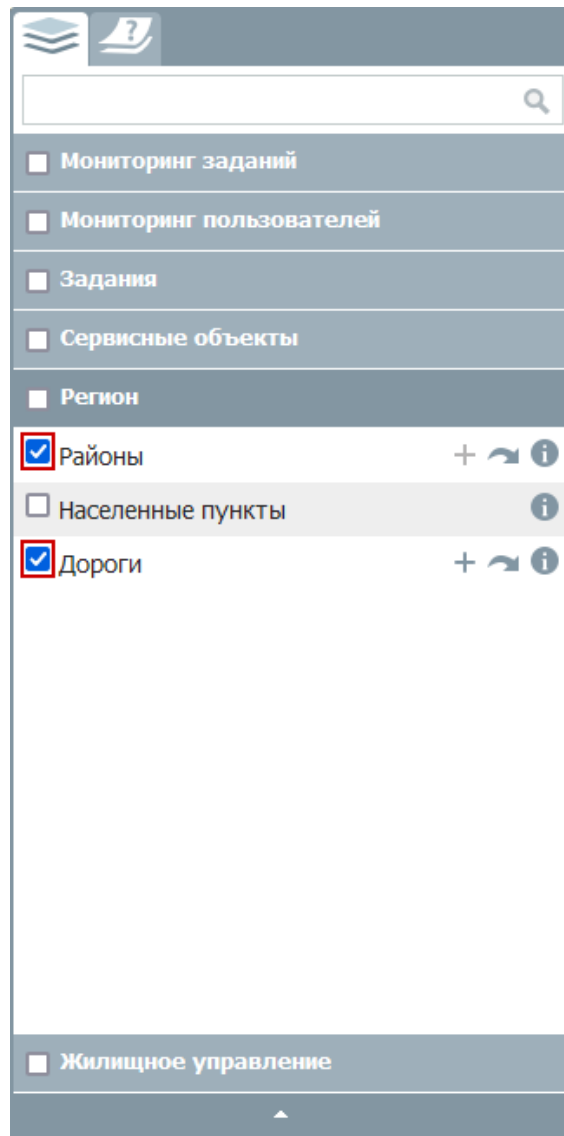 ?
Мониторинг заданий
Мониторинг пользователей
Задания
Сервисные объекты
Регион
Районы
Населенные пункты
Дороги
Жилищное управление